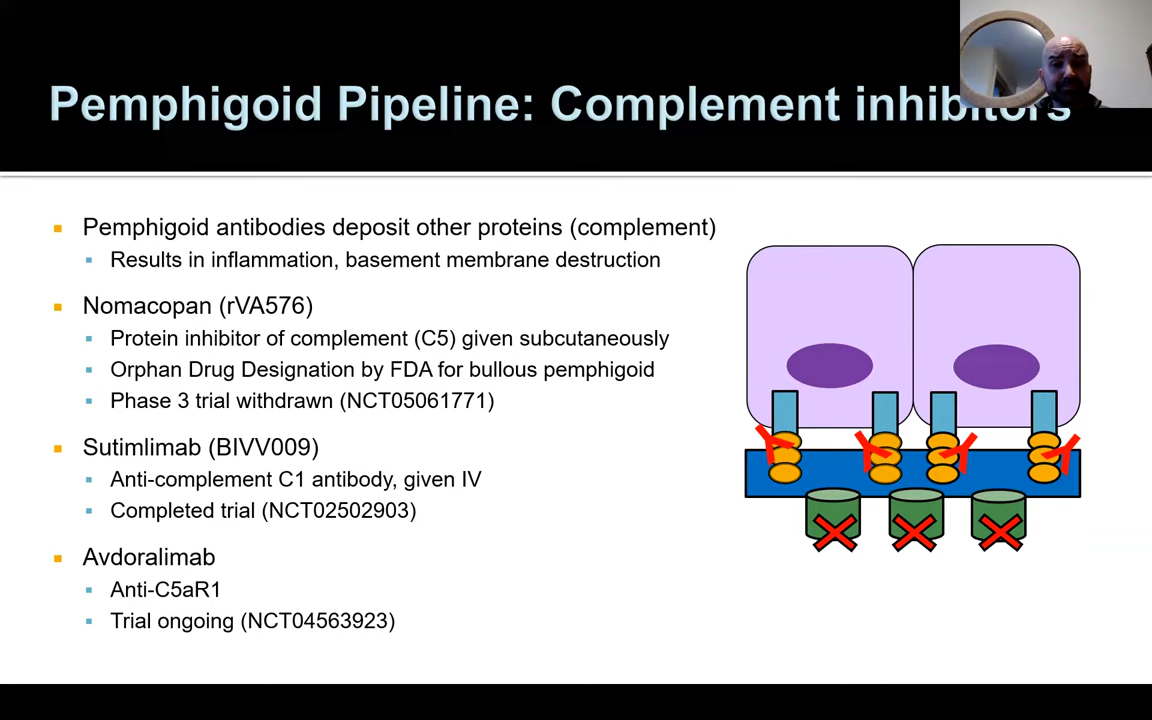 Pemphigoid Pipeline: Complement inhibitors
Pemphigoid antibodies deposit other proteins (complement)
Results in inflammation, basement membrane destruction
Nomacopan (rVA576)
Protein inhibitor of complement (C5) given subcutaneously
Orphan Drug Designation by FDA for bullous pemphigoid
Phase 3 trial withdrawn (NCT05061771)
Sutimlimab (BIVV009)
Anti-complement C1 antibody, given IV
Completed trial (NCT02502903)
Avdoralimab
Anti-C5aR1
Trial ongoing (NCT04563923)